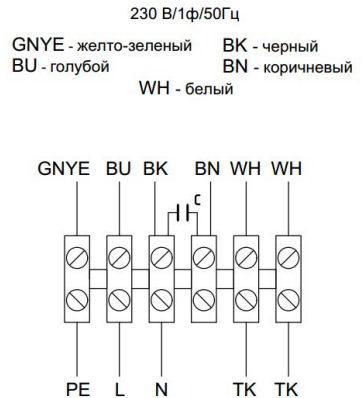 230 В/1ф/50Гц
GNYE - желто-зеленый BK - черный
BU - голубой BN - коричневый
WH - белый
GNYE BU BK BN WH WH
C
PE L N TK TK